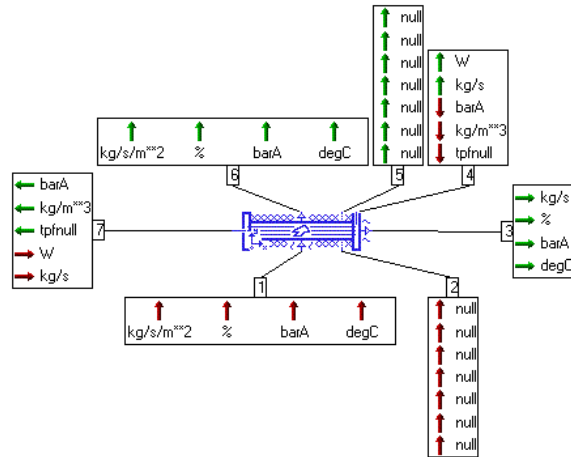 null
null
null
null
null
null
null
5
W
kg/s
barA
kg/m**3
tpfnull
4
kg/s/m**2 % barA degC
6
barA
kg/m**3
tpfnull
W
kg/s
7
kg/s
%
barA
degC
3
1
kg/s/m**2 % barA degC
2
null
null
null
null
null
null
null